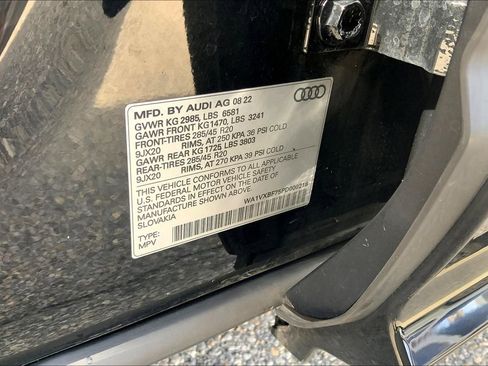 MFD. BY AUDI AG 08 22
GVWR KG 2985, LBS 6581
GAWR FRONT KG1470, LBS 3241
FRONT-TIRES 285/45 R20
9JX20 RIMS, AT 250 KPA 36 PSI COLD
GAWR REAR KG 1725, LBS 3803
REAR-TIRES 285/45 R20
9JX20 RIMS, AT 270 KPA 39 PSI COLD
THIS VEHICLE CONFORMS TO ALL APPLICABLE
U.S. FEDERAL MOTOR VEHICLE SAFETY
STANDARDS IN EFFECT ON THE DATE OF
MANUFACTURE SHOWN ABOVE
SLOVAKIA
TYPE:
MPV